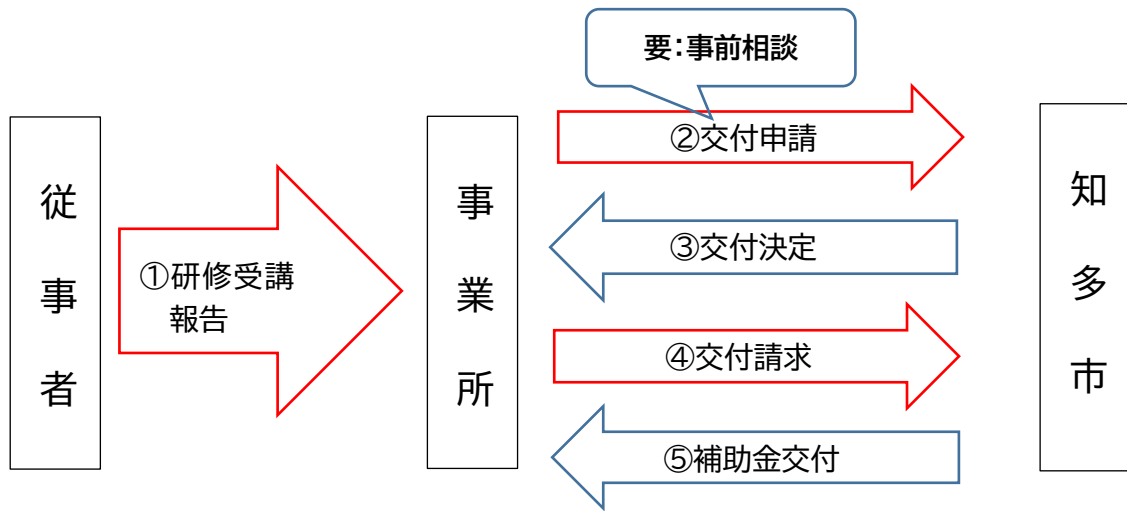 要：事前相談
従事者
①研修受講
報告
事業所
②交付申請
③交付決定
④交付請求
⑤補助金交付
知多市